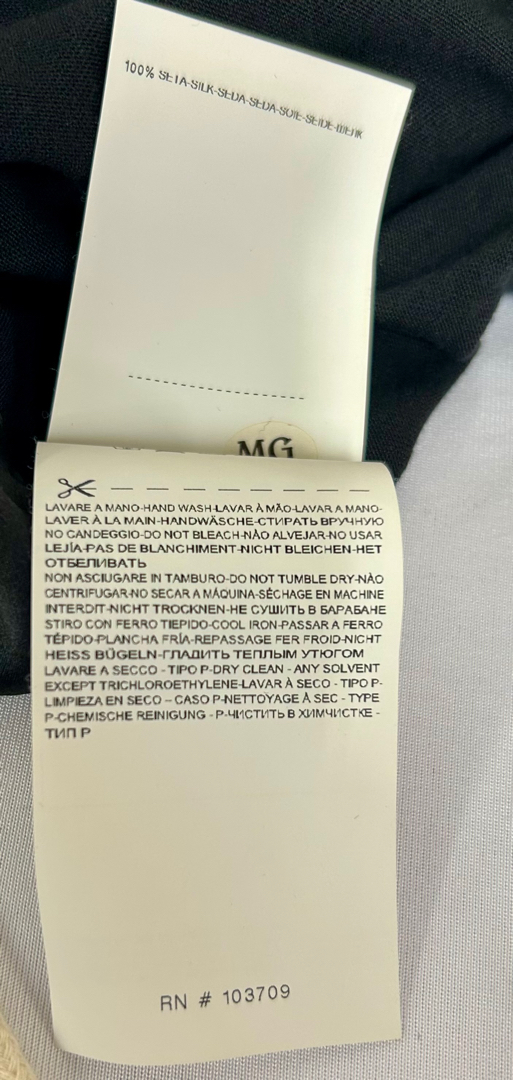 100% SETA-SILK-SEDA-SEDA-SOIE-SEIDE-ШЕЛК
MG
LAVARE A MANO-HAND WASH-LAVAR À MÃO-LAVAR A MANO-
LAVER À LA MAIN-HANDWÄSCHE-СТИРАТЬ ВРУЧНУЮ
NO CANDEGGIO-DO NOT BLEACH-NÀO ALVEJAR-NO USAR
LEJÍA-PAS DE BLANCHIMENT-NICHT BLEICHEN-НЕТ
ОТБЕЛИВАТЬ
NON ASCIUGARE IN TAMBURO-DO NOT TUMBLE DRY-NÀO
CENTRIFUGAR-NO SECAR A MÁQUINA-SÉCHAGE EN MACHINE
INTERDIT-NICHT TROCKNEN-НЕ СУШИТЬ В БАРАБАНЕ
STIRO CON FERRO TIEPIDO-COOL IRON-PASSAR A FERRO
TÉPIDO-PLANCHA FRÍA-REPASSAGE FER FROID-NICHT
HEISS BÜGELN-ГЛАДИТЬ ТЕПЛЫМ УТЮГОМ
LAVARE A SECCO - TIPO P-DRY CLEAN - ANY SOLVENT
EXCEPT TRICHLOROETHYLENE-LAVAR À SECO - TIPO P-
LIMPIEZA EN SECO – CASO P-NETTOYAGE À SEC - TYPE
P-CHEMISCHE REINIGUNG - P-ЧИСТИТЬ В ХИМЧИСТКЕ -
ТИП P
RN # 103709